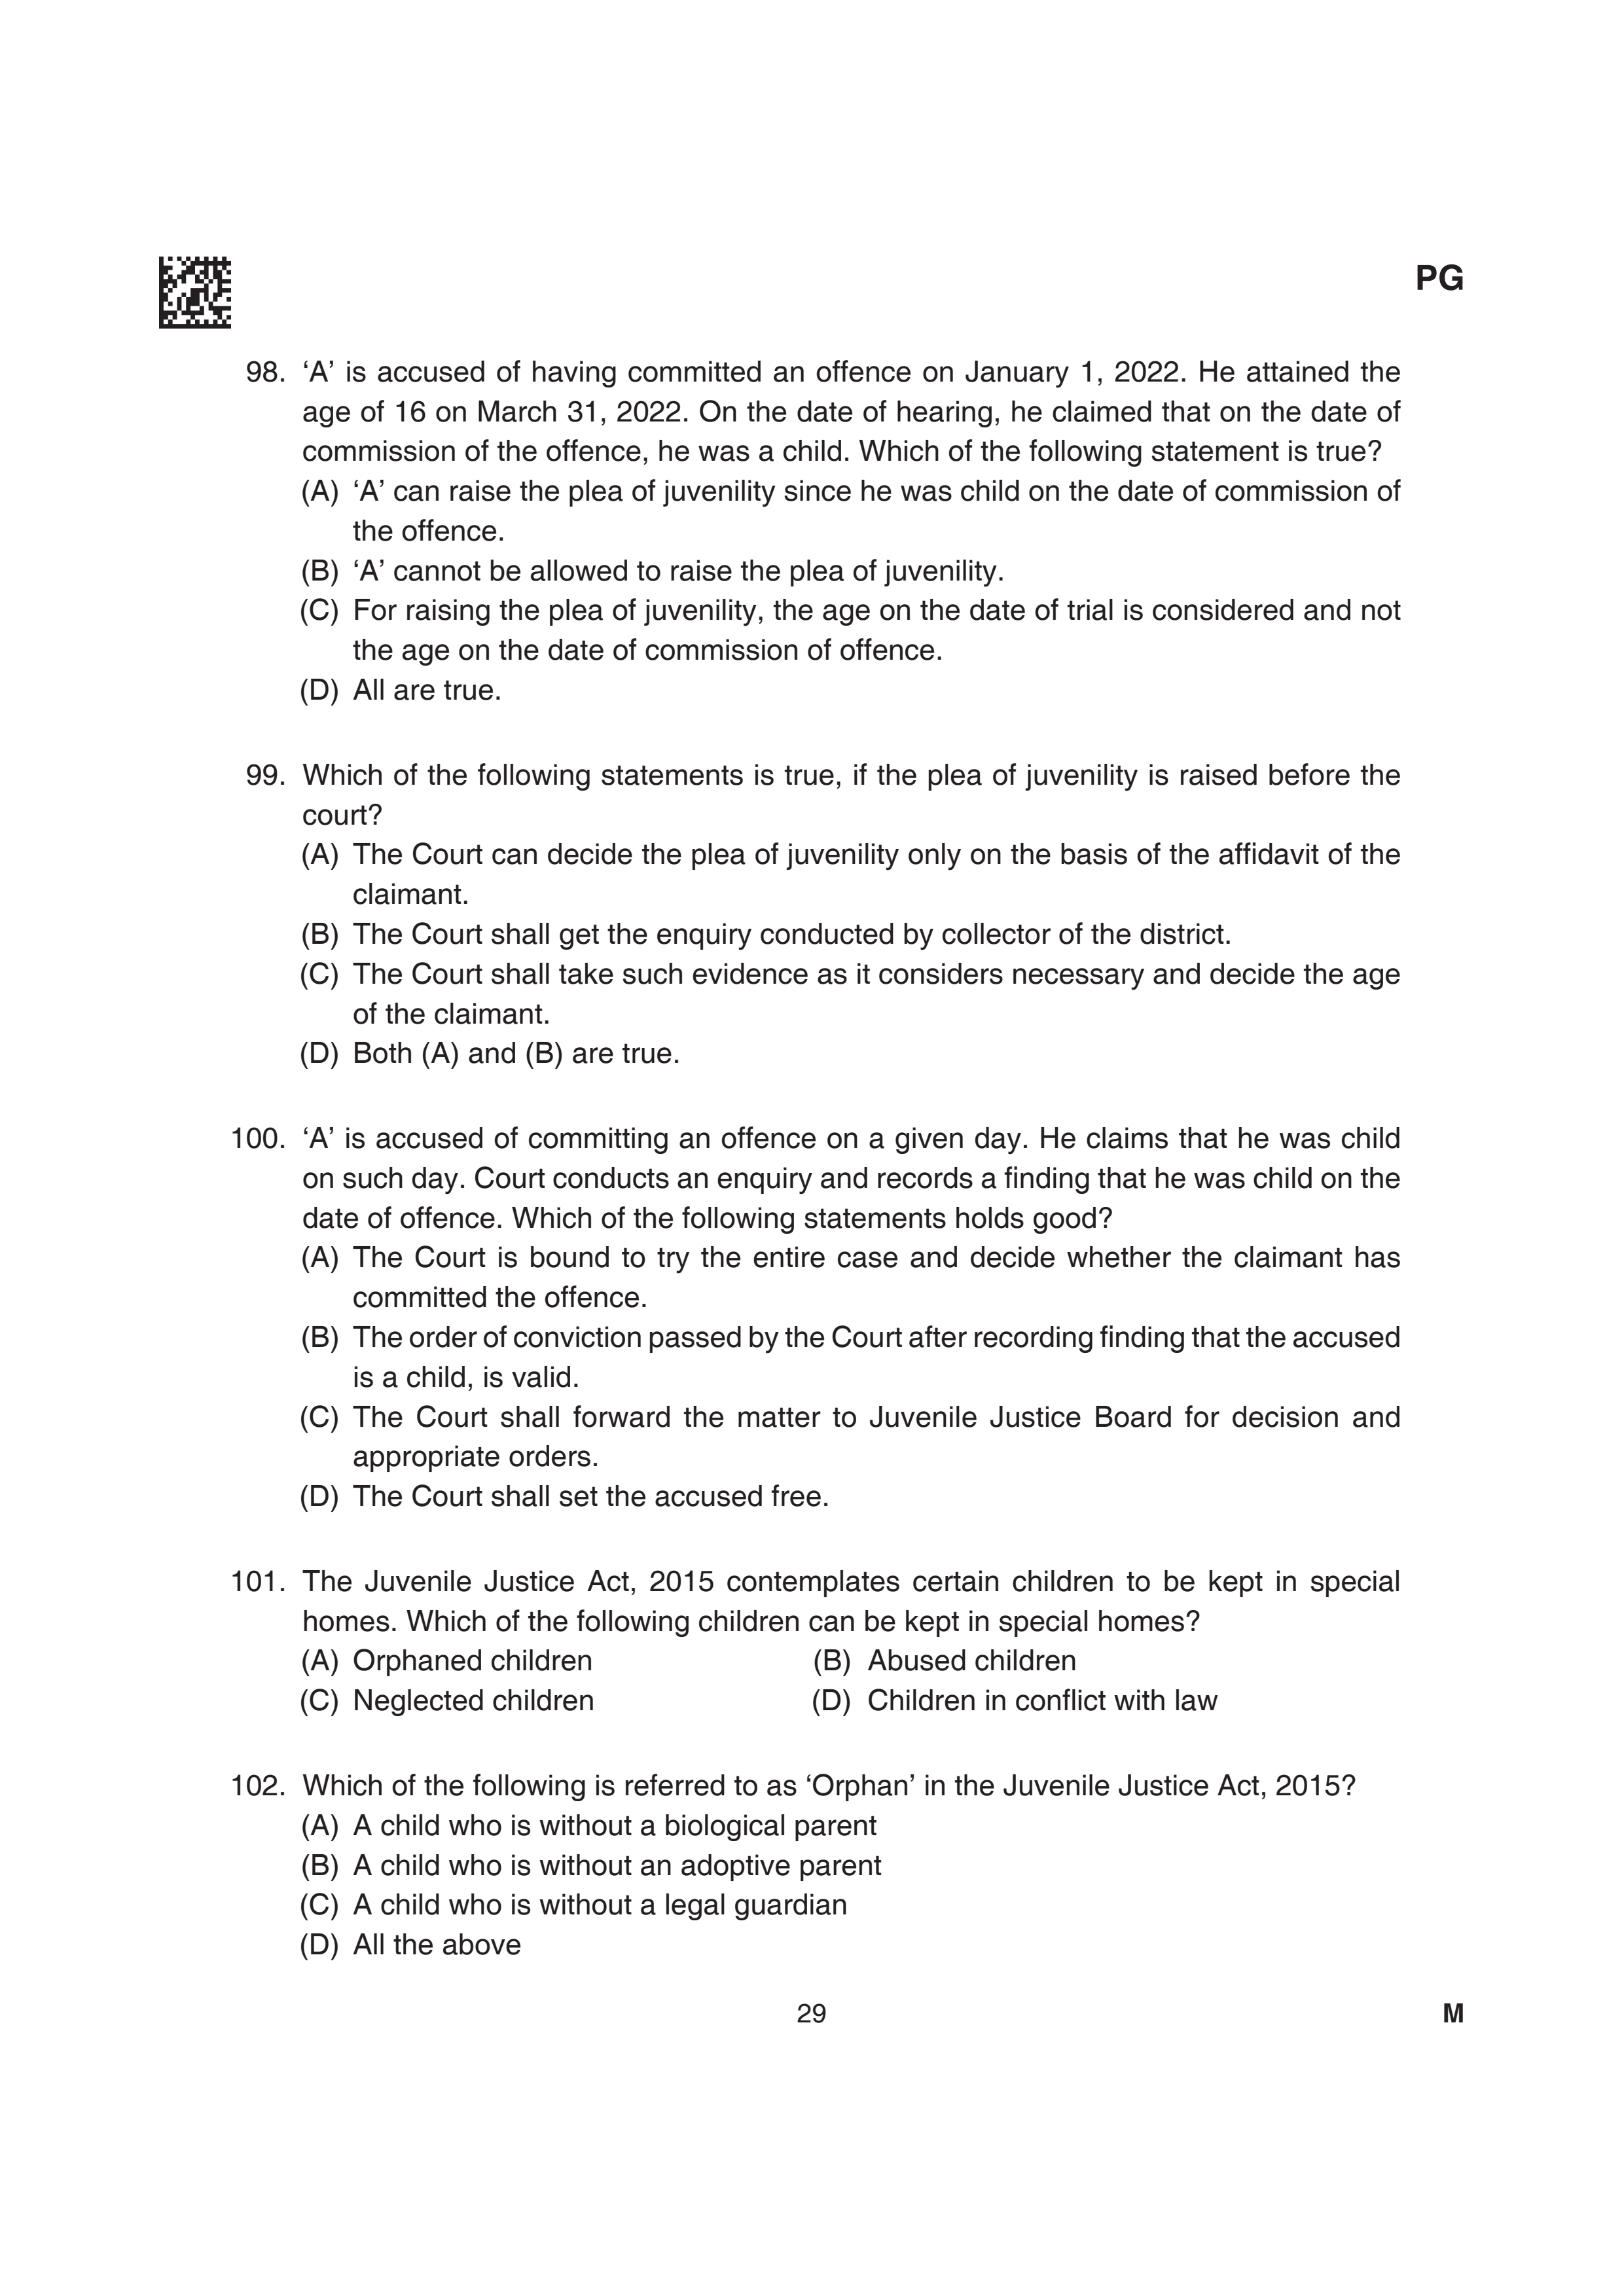 PG
98. ‘A’ is accused of having committed an offence on January 1, 2022. He attained the
age of 16 on March 31, 2022. On the date of hearing, he claimed that on the date of
commission of the offence, he was a child. Which of the following statement is true?
(A) ‘A’ can raise the plea of juvenility since he was child on the date of commission of
the offence.
(B) ‘A’ cannot be allowed to raise the plea of juvenility.
(C) For raising the plea of juvenility, the age on the date of trial is considered and not
the age on the date of commission of offence.
(D) All are true.
99. Which of the following statements is true, if the plea of juvenility is raised before the
court?
(A) The Court can decide the plea of juvenility only on the basis of the affidavit of the
claimant.
(B) The Court shall get the enquiry conducted by collector of the district.
(C) The Court shall take such evidence as it considers necessary and decide the age
of the claimant.
(D) Both (A) and (B) are true.
100. ‘A’ is accused of committing an offence on a given day. He claims that he was child
on such day. Court conducts an enquiry and records a finding that he was child on the
date of offence. Which of the following statements holds good?
(A) The Court is bound to try the entire case and decide whether the claimant has
committed the offence.
(B) The order of conviction passed by the Court after recording finding that the accused
is a child, is valid.
(C) The Court shall forward the matter to Juvenile Justice Board for decision and
appropriate orders.
(D) The Court shall set the accused free.
101. The Juvenile Justice Act, 2015 contemplates certain children to be kept in special
homes. Which of the following children can be kept in special homes?
(A) Orphaned children (B) Abused children
(C) Neglected children (D) Children in conflict with law
102. Which of the following is referred to as ‘Orphan’ in the Juvenile Justice Act, 2015?
(A) A child who is without a biological parent
(B) A child who is without an adoptive parent
(C) A child who is without a legal guardian
(D) All the above
29 M